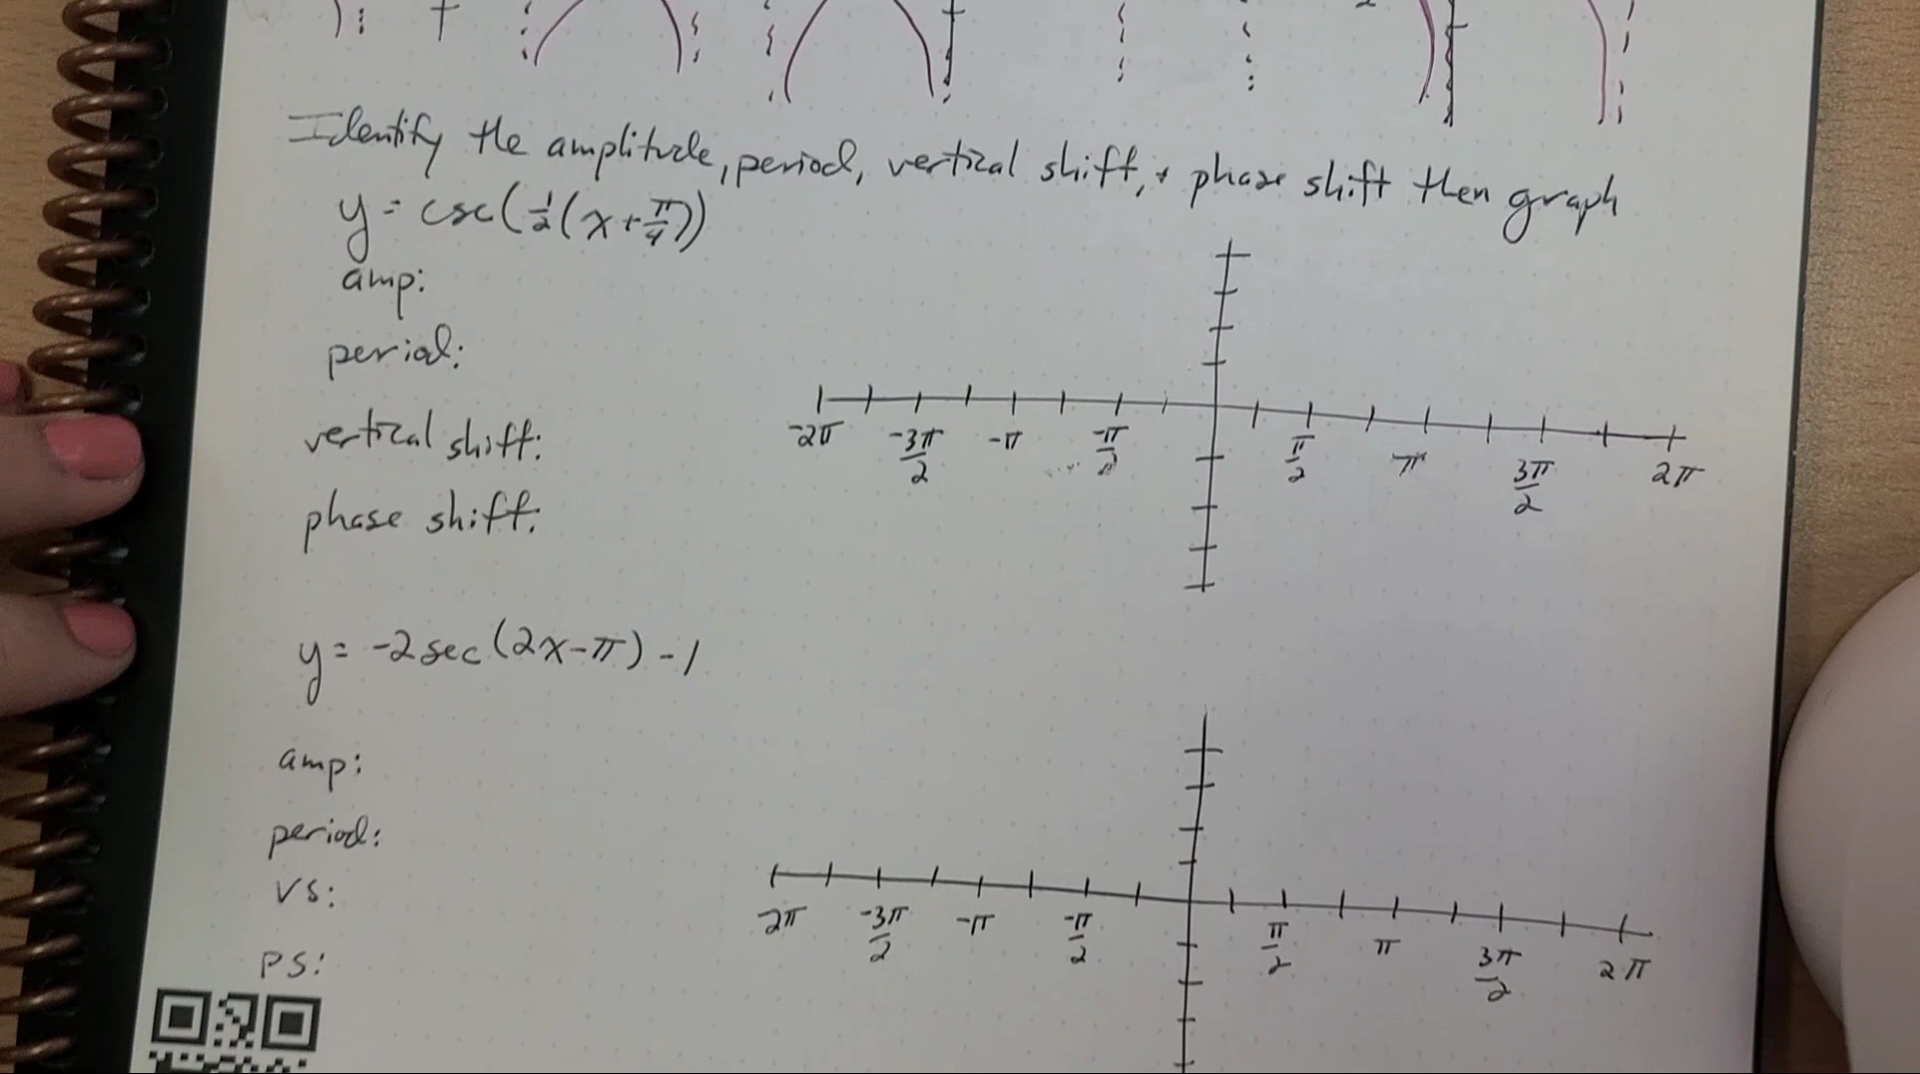 Identify the amplitude, period, vertical shift, + phase shift then graph
y = csc(1/2(x+π/4))
amp:
period:
vertical shift:
phase shift:
-2π -3π/2 -π -π/2 π/2 π 3π/2 2π
y = -2sec(2x-π) -1
amp:
period:
VS:
PS:
-2π -3π/2 -π -π/2 π/2 π 3π/2 2π